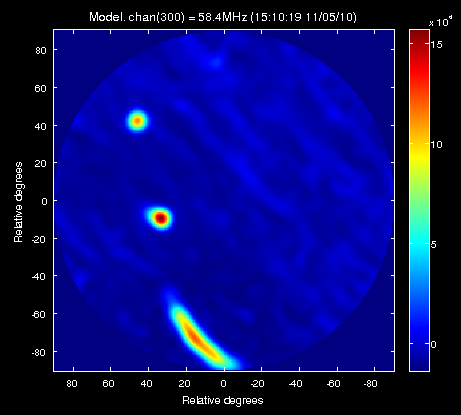 Model. chan(300) = 58.4MHz (15:10:19 11/05/10)
x 10⁴
80
60
40
20
0
-20
-40
-60
-80
Relative degrees
80 60 40 20 0 -20 -40 -60 -80
Relative degrees
15
10
5
0